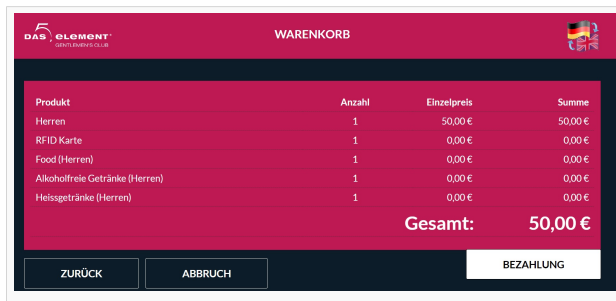 DAS 5. ELEMENT
GENTLEMEN'S CLUB
WARENKORB
Produkt Anzahl Einzelpreis Summe
Herren 1 50,00 € 50,00 €
RFID Karte 1 0,00 € 0,00 €
Food (Herren) 1 0,00 € 0,00 €
Alkoholfreie Getränke (Herren) 1 0,00 € 0,00 €
Heissgetränke (Herren) 1 0,00 € 0,00 €
Gesamt: 50,00 €
ZURÜCK ABBRUCH BEZAHLUNG